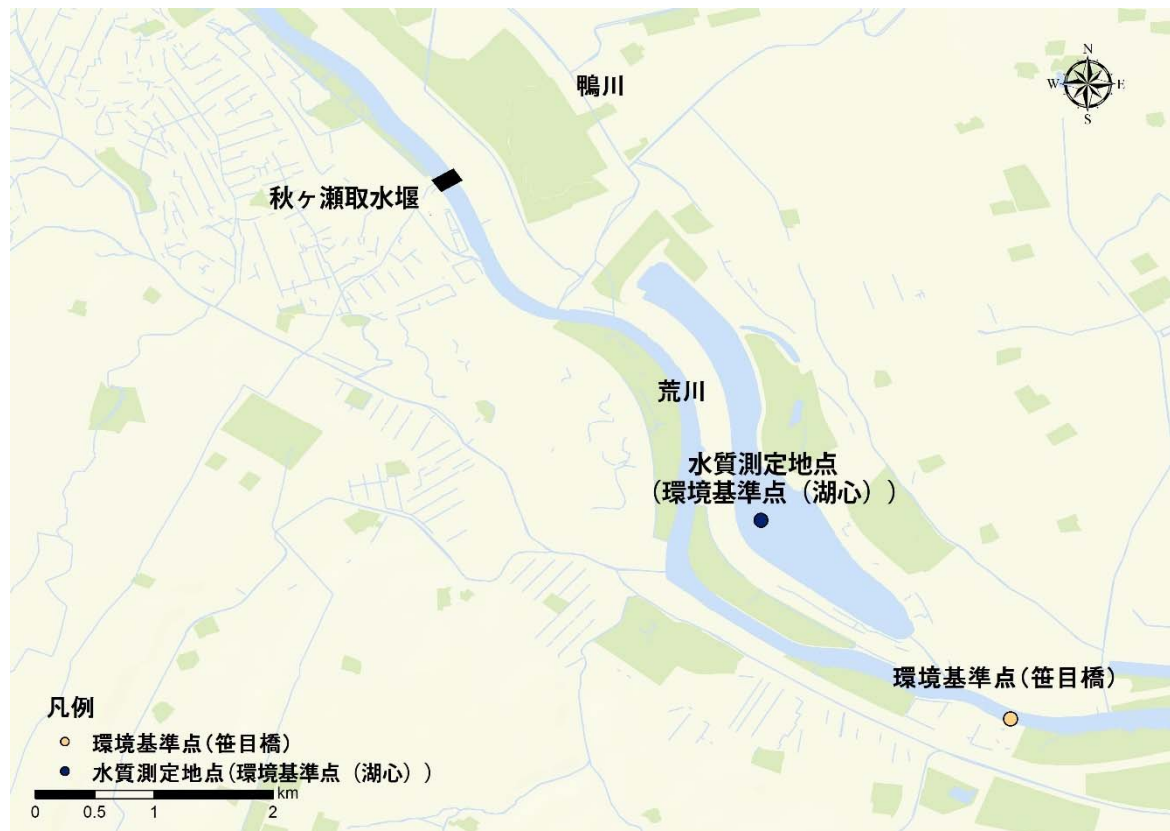 鴨川
N
W
E
S
秋ヶ瀬取水堰
荒川
水質測定地点
(環境基準点（湖心）)
環境基準点(笹目橋)
凡例
環境基準点(笹目橋)
水質測定地点(環境基準点（湖心）)
km
0 0.5 1 2